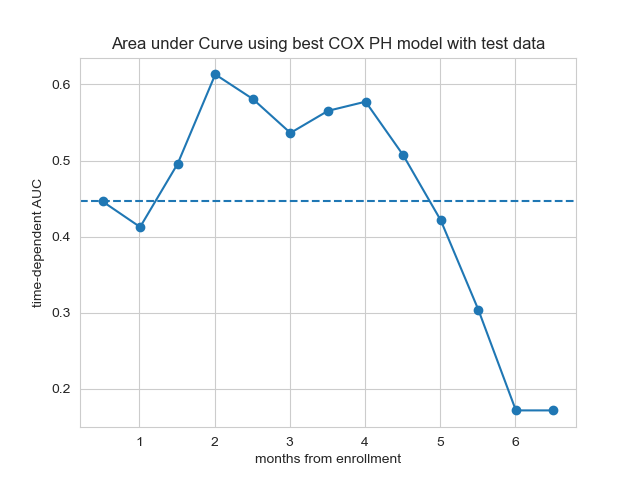 Area under Curve using best COX PH model with test data
time-dependent AUC
0.6
0.5
0.4
0.3
0.2
1 2 3 4 5 6
months from enrollment